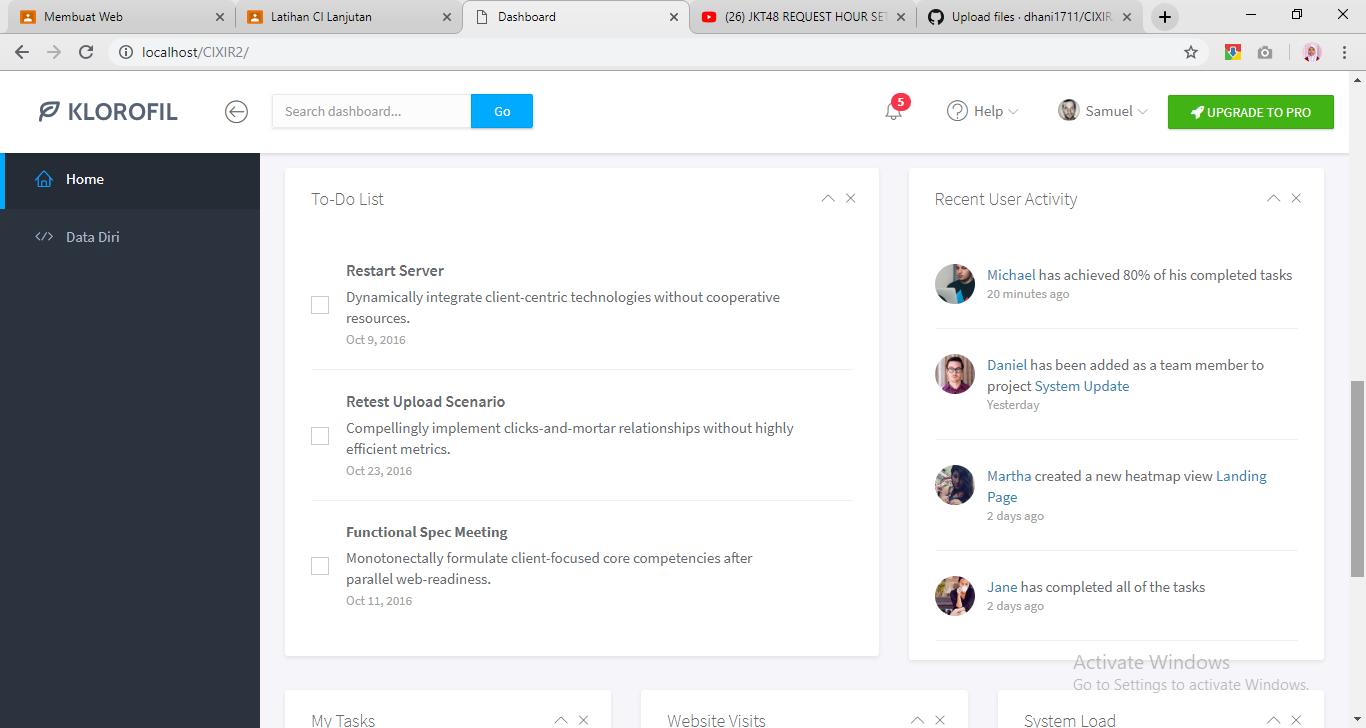 Membuat Web
Latihan CI Lanjutan
Dashboard
(26) JKT48 REQUEST HOUR SET
Upload files · dhani1711/CIXIR
localhost/CIXIR2/
KLOROFIL
Search dashboard...
Go
5
Help
Samuel
UPGRADE TO PRO
Home
Data Diri
To-Do List
Restart Server
Dynamically integrate client-centric technologies without cooperative
resources.
Oct 9, 2016
Retest Upload Scenario
Compellingly implement clicks-and-mortar relationships without highly
efficient metrics.
Oct 23, 2016
Functional Spec Meeting
Monotonectally formulate client-focused core competencies after
parallel web-readiness.
Oct 11, 2016
Recent User Activity
Michael has achieved 80% of his completed tasks
20 minutes ago
Daniel has been added as a team member to
project System Update
Yesterday
Martha created a new heatmap view Landing
Page
2 days ago
Jane has completed all of the tasks
2 days ago
Activate Windows
Go to Settings to activate Windows.
My Tasks
Website Visits
System Load